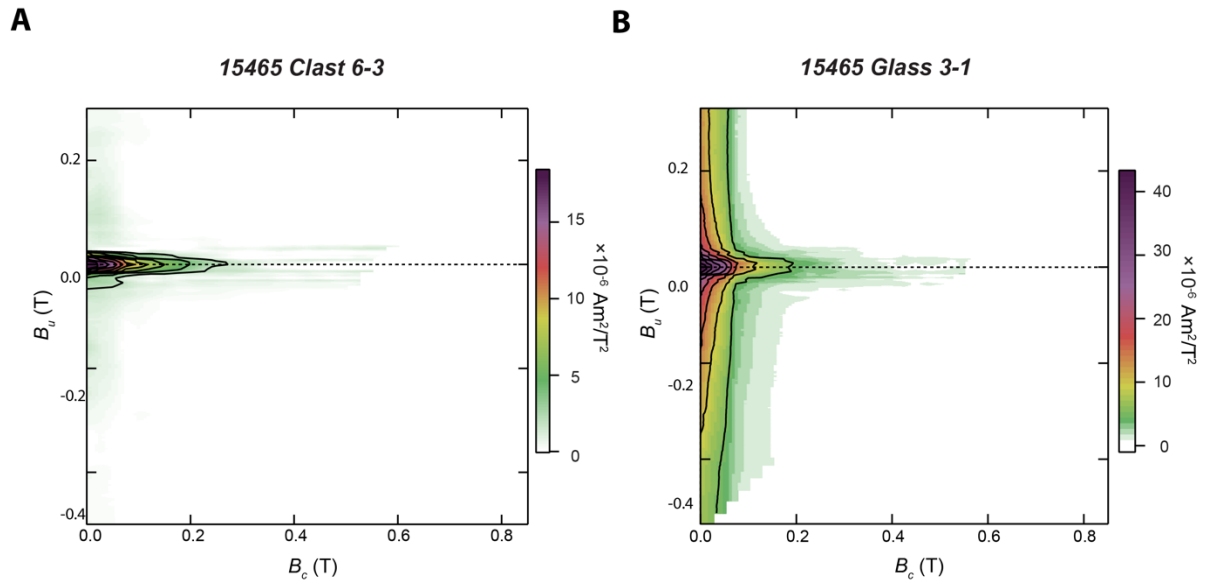 A
15465 Clast 6-3
0.2
0.0
-0.2
-0.4
Bu (T)
0.0 0.2 0.4 0.6 0.8
Bc (T)
15
10
5
0
×10⁻⁶ Am²/T²
B
15465 Glass 3-1
0.2
0.0
-0.2
-0.4
Bu (T)
0.0 0.2 0.4 0.6 0.8
Bc (T)
40
30
20
10
0
×10⁻⁶ Am²/T²